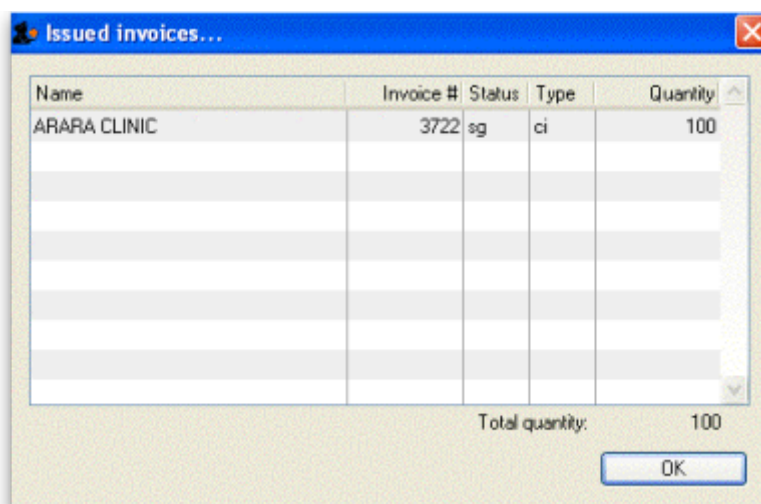 Issued invoices...
Name Invoice # Status Type Quantity
ARARA CLINIC 3722 sg ci 100
Total quantity: 100
OK